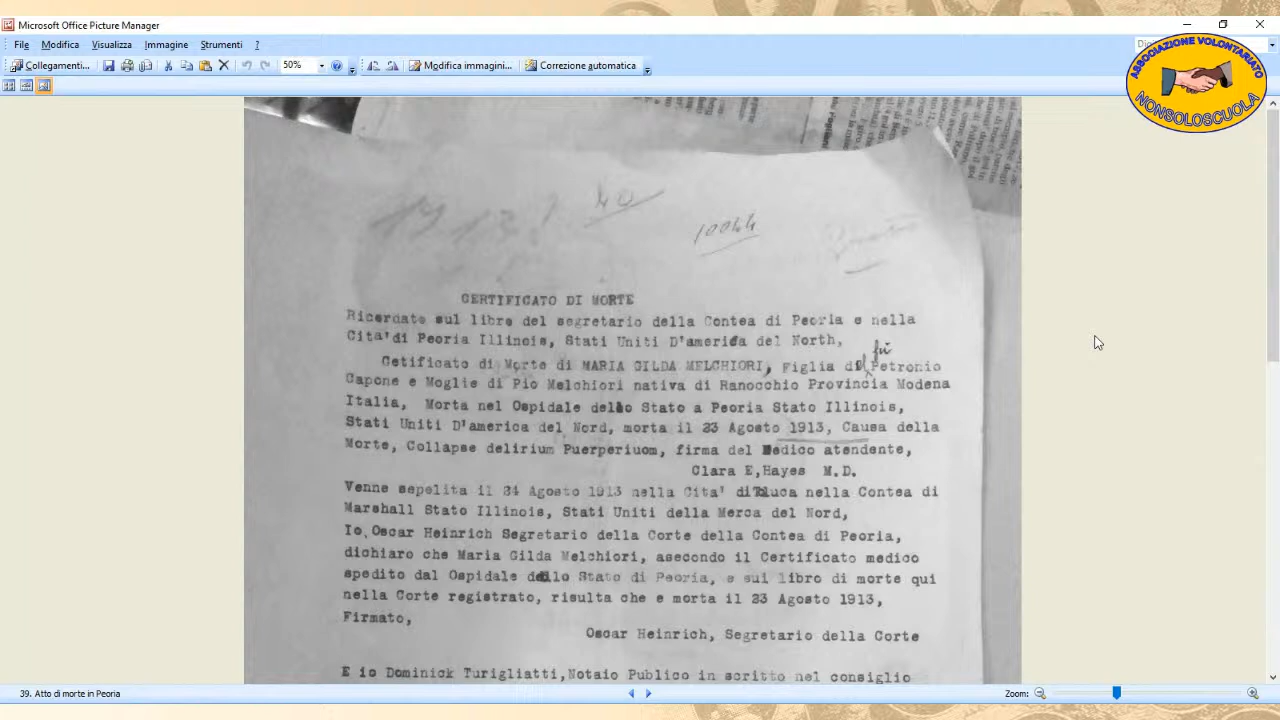 Microsoft Office Picture Manager
File Modifica Visualizza Immagine Strumenti ?
Collegamenti... 50% Modifica immagini... Correzione automatica
ASSOCIAZIONE VOLONTARIATO
NONSOLOSCUOLA
1913
40
10044
CERTIFICATO DI MORTE
Ricordato sul libro del segretario della Contea di Peoria e nella
Cita' di Peoria Illinois, Stati Uniti D'america del North,
fù
Cetificato di Morte di MARIA GILDA MELCHIORI, Figlia di Petronio
Capone e Moglie di Pio Melchiori nativa di Ranocchio Provincia Modena
Italia, Morta nel Ospidale dello Stato a Peoria Stato Illinois,
Stati Uniti D'america del Nord, morta il 23 Agosto 1913, Causa della
Morte, Collapse delirium Puerperiuom, firma del Medico atendente,
Clara E,Hayes M.D.
Venne sepelita il 24 Agosto 1913 nella Cita' di Toluca nella Contea di
Marshall Stato Illinois, Stati Uniti della Merca del Nord,
Io, Oscar Heinrich Segretario della Corte della Contea di Peoria,
dichiaro che Maria Gilda Melchiori, asecondo il Certificato medico
spedito dal Ospidale dello Stato di Peoria, e sul libro di morte qui
nella Corte registrato, risulta che e morta il 23 Agosto 1913,
Firmato,
Oscar Heinrich, Segretario della Corte
E io Dominick Turigliatti,Notaio Publico in scritto nel consiglio
39. Atto di morte in Peoria
Zoom: